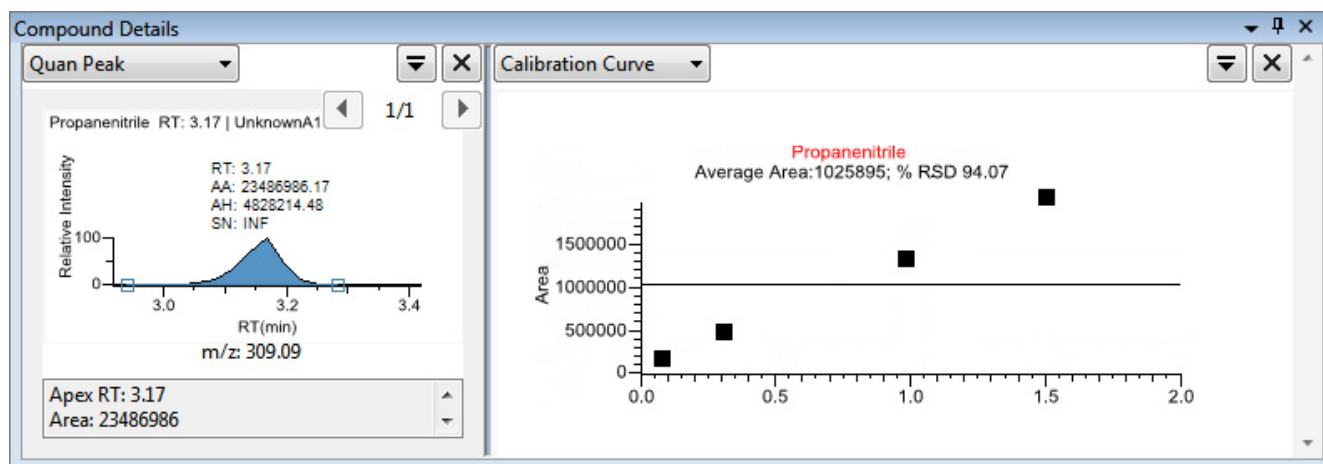 Compound Details
Quan Peak
1/1
Propanenitrile RT: 3.17 | UnknownA1
RT: 3.17
AA: 23486986.17
AH: 4828214.48
SN: INF
Relative Intensity
100
0
3.0 3.2 3.4
RT(min)
m/z: 309.09
Apex RT: 3.17
Area: 23486986
Calibration Curve
Propanenitrile
Average Area:1025895; % RSD 94.07
Area
1500000
1000000
500000
0
0.0 0.5 1.0 1.5 2.0